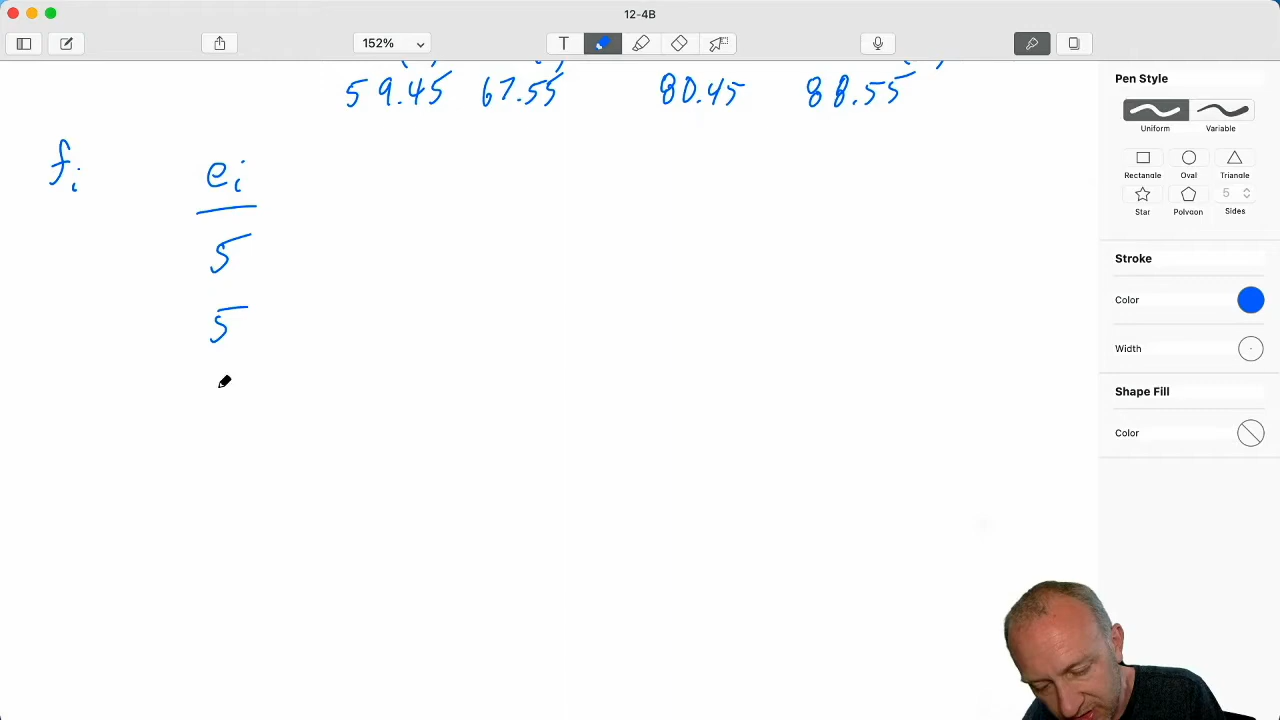 12-4B
152%
T
Pen Style
59.45 67.55 80.45 88.55
Uniform Variable
fi ei
Rectangle Oval Triangle
5
Star Polygon Sides
5
Stroke
5
Color
Width
Shape Fill
Color